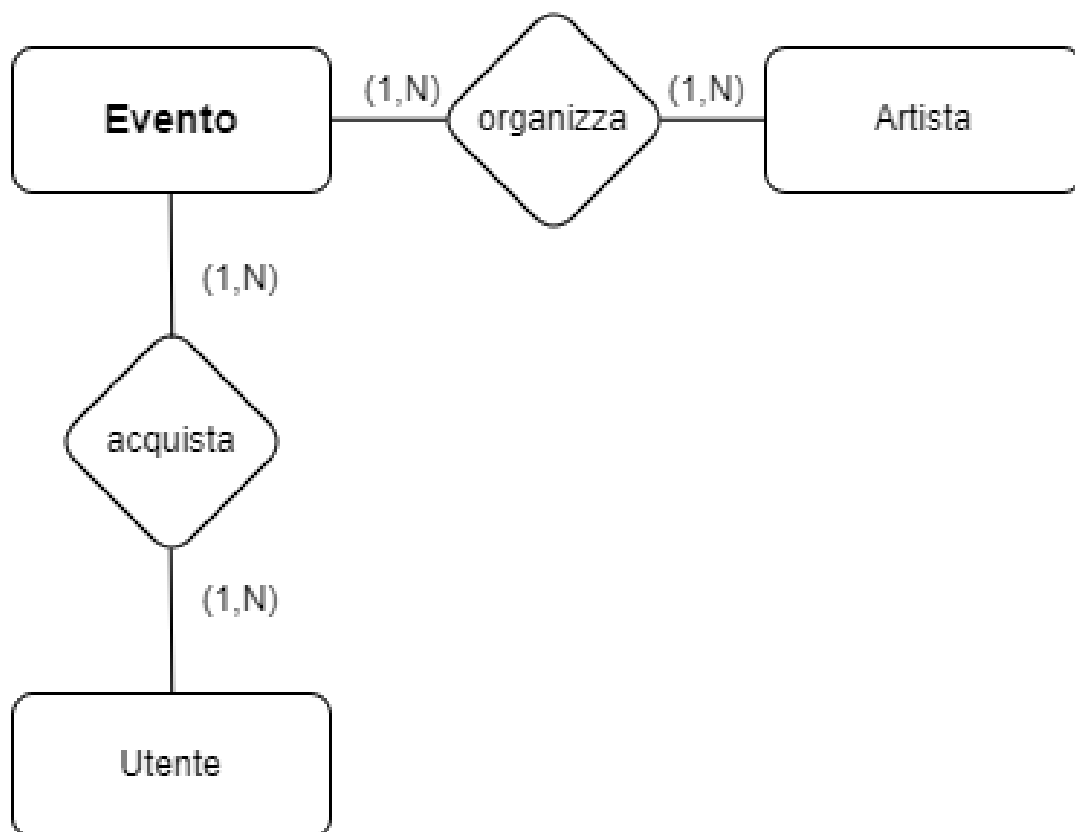 Evento
(1,N)
organizza
(1,N)
Artista
(1,N)
acquista
(1,N)
Utente